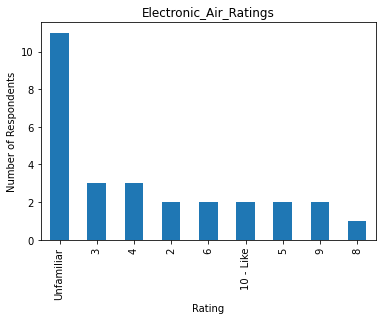 Electronic_Air_Ratings
Number of Respondents
10
8
6
4
2
0
Unfamiliar
3
4
2
6
10 - Like
5
9
8
Rating